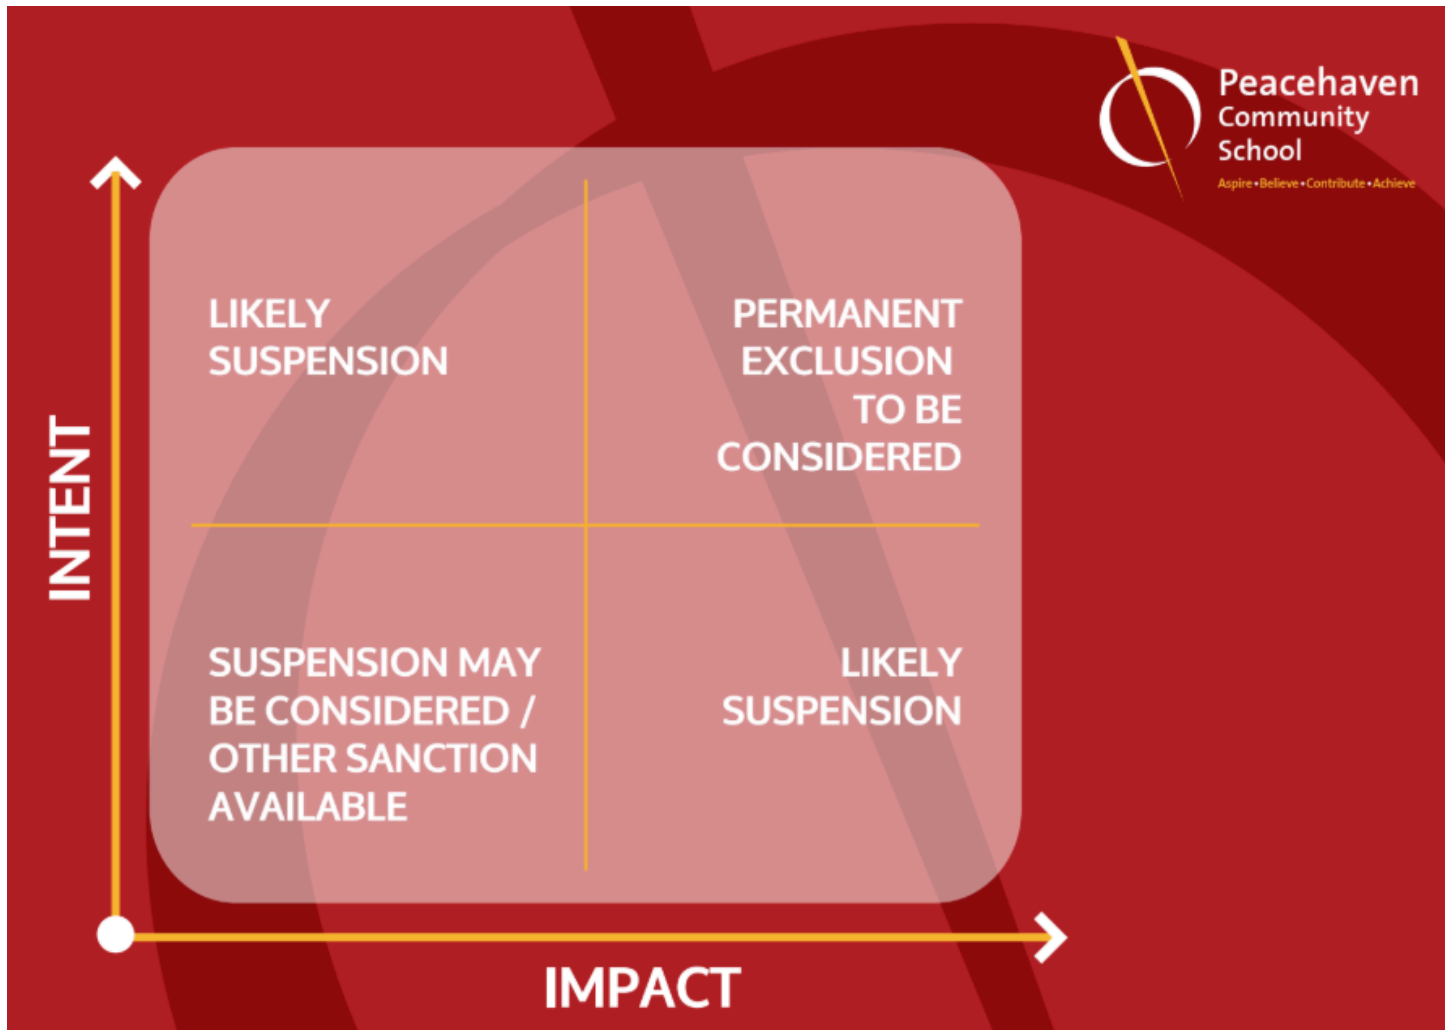 Peacehaven
Community
School
Aspire•Believe•Contribute•Achieve
INTENT
LIKELY
SUSPENSION
PERMANENT
EXCLUSION
TO BE
CONSIDERED
SUSPENSION MAY
BE CONSIDERED /
OTHER SANCTION
AVAILABLE
LIKELY
SUSPENSION
IMPACT